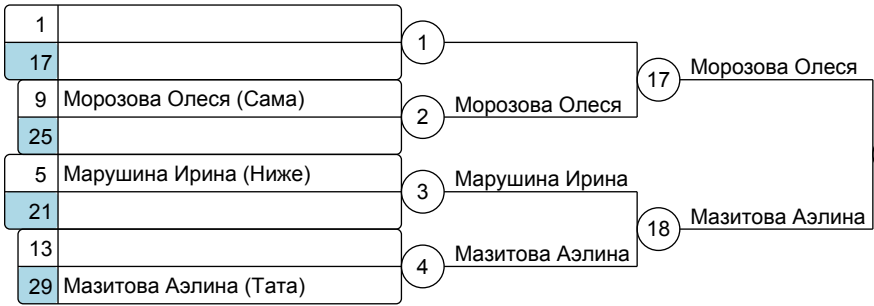 1
17
1
9 Морозова Олеся (Сама)
25
2 Морозова Олеся
17 Морозова Олеся
5 Марушина Ирина (Ниже)
21
3 Марушина Ирина
13
29 Мазитова Аэлина (Тата)
4 Мазитова Аэлина
18 Мазитова Аэлина